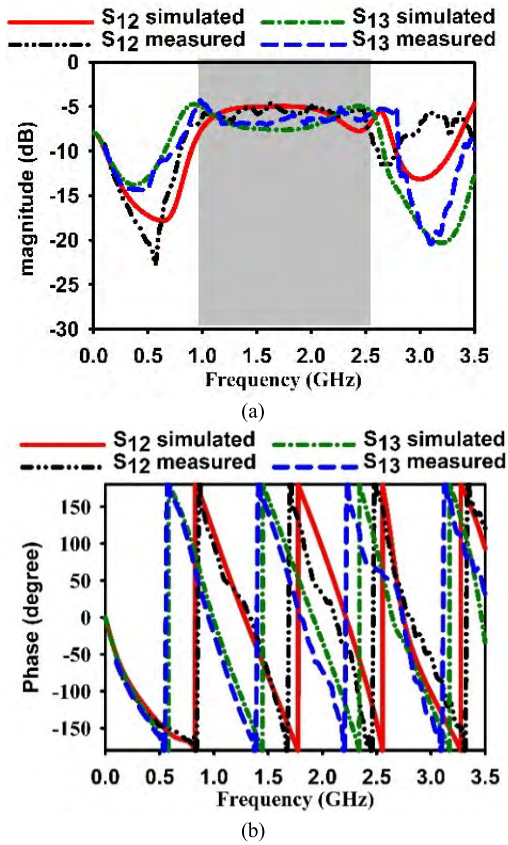 S12 simulated S13 simulated
S12 measured S13 measured
magnitude (dB)
0
-5
-10
-15
-20
-25
-30
0.0 0.5 1.0 1.5 2.0 2.5 3.0 3.5
Frequency (GHz)
(a)
S12 simulated S13 simulated
S12 measured S13 measured
Phase (degree)
150
100
50
0
-50
-100
-150
0.0 0.5 1.0 1.5 2.0 2.5 3.0 3.5
Frequency (GHz)
(b)